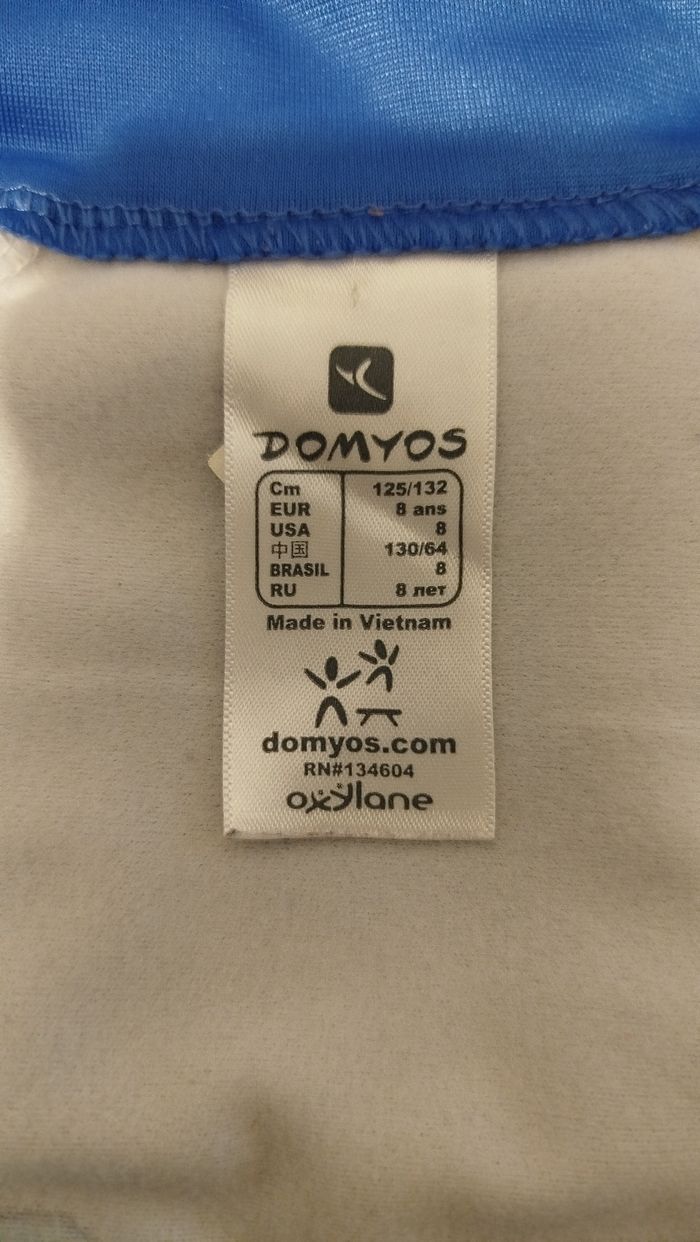 DOMYOS
Cm 125/132
EUR 8 ans
USA 8
中国 130/64
BRASIL 8
RU 8 лет
Made in Vietnam
domyos.com
RN#134604
oxylane